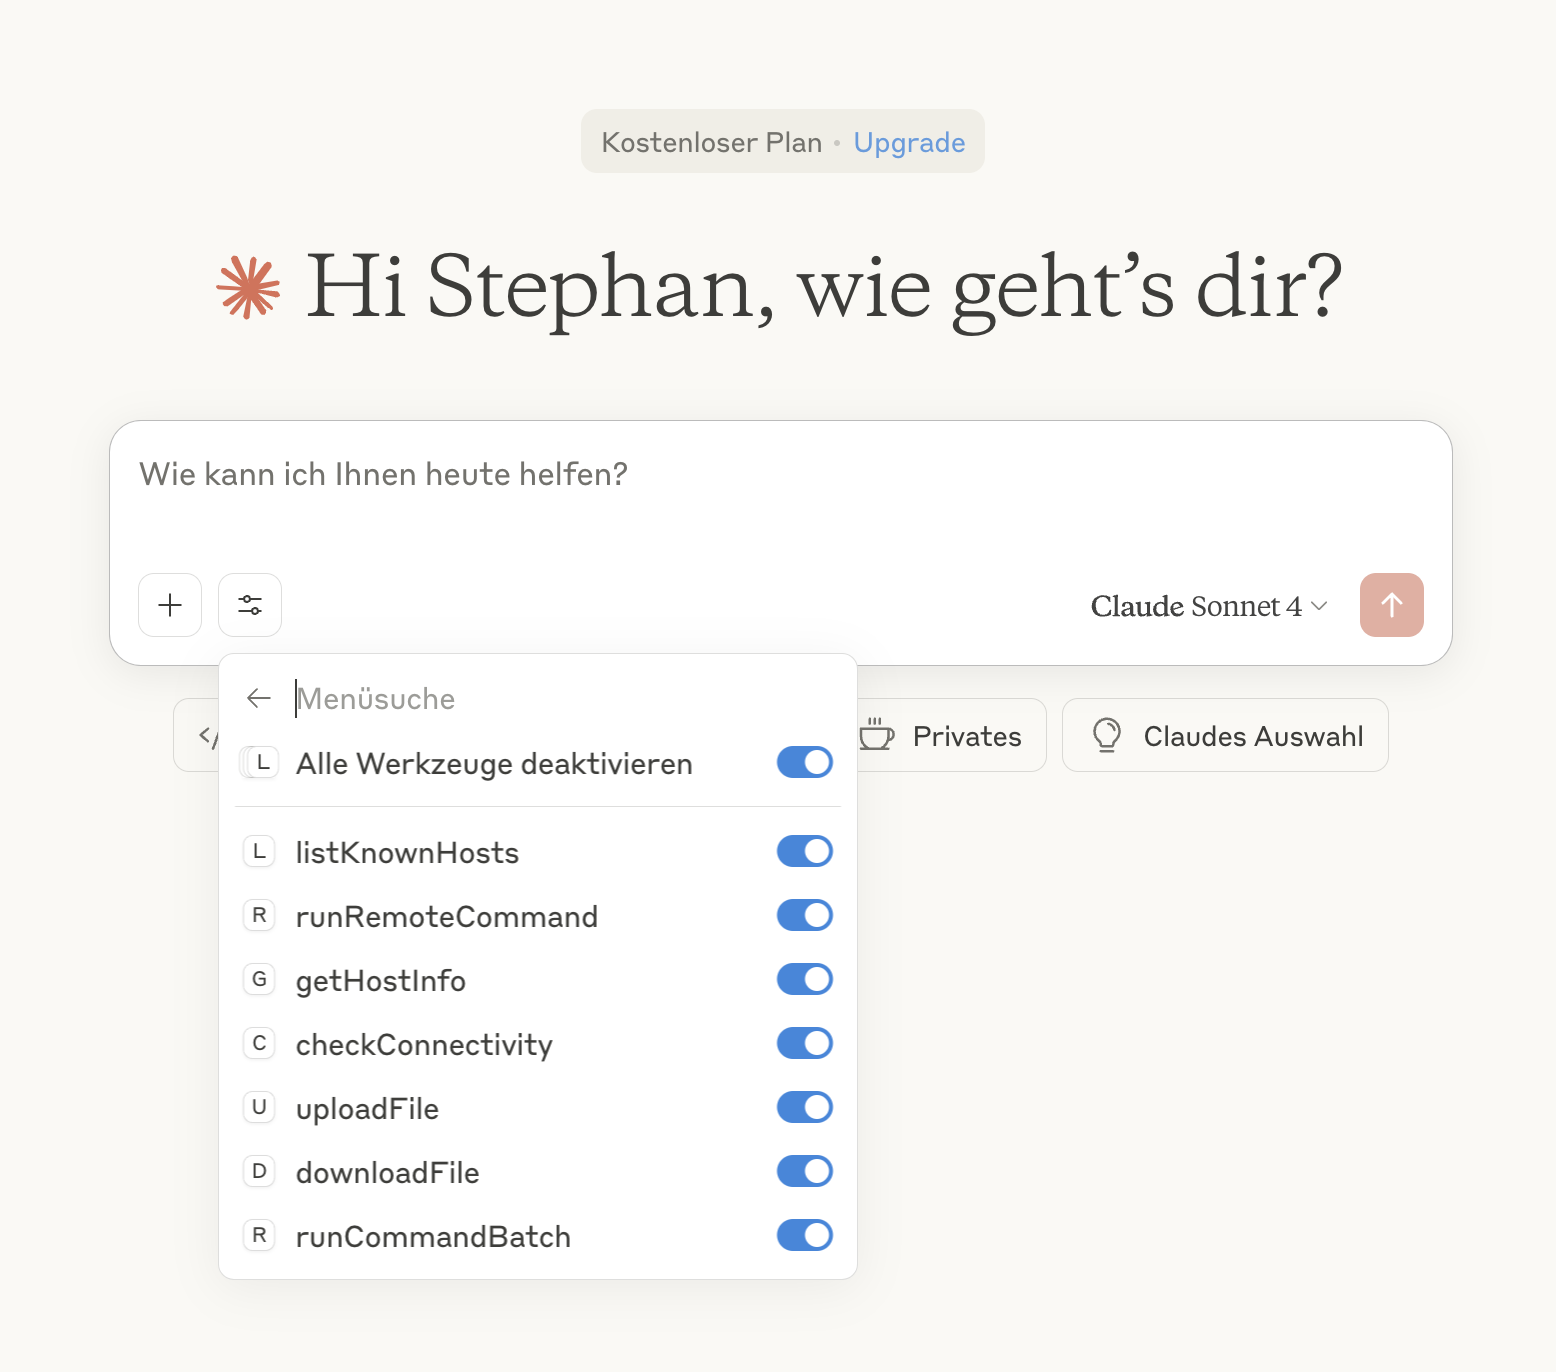 Kostenloser Plan • Upgrade
Hi Stephan, wie geht’s dir?
Wie kann ich Ihnen heute helfen?
Claude Sonnet 4
Menüsuche
L Alle Werkzeuge deaktivieren
L listKnownHosts
R runRemoteCommand
G getHostInfo
C checkConnectivity
U uploadFile
D downloadFile
R runCommandBatch
Privates
Claudes Auswahl